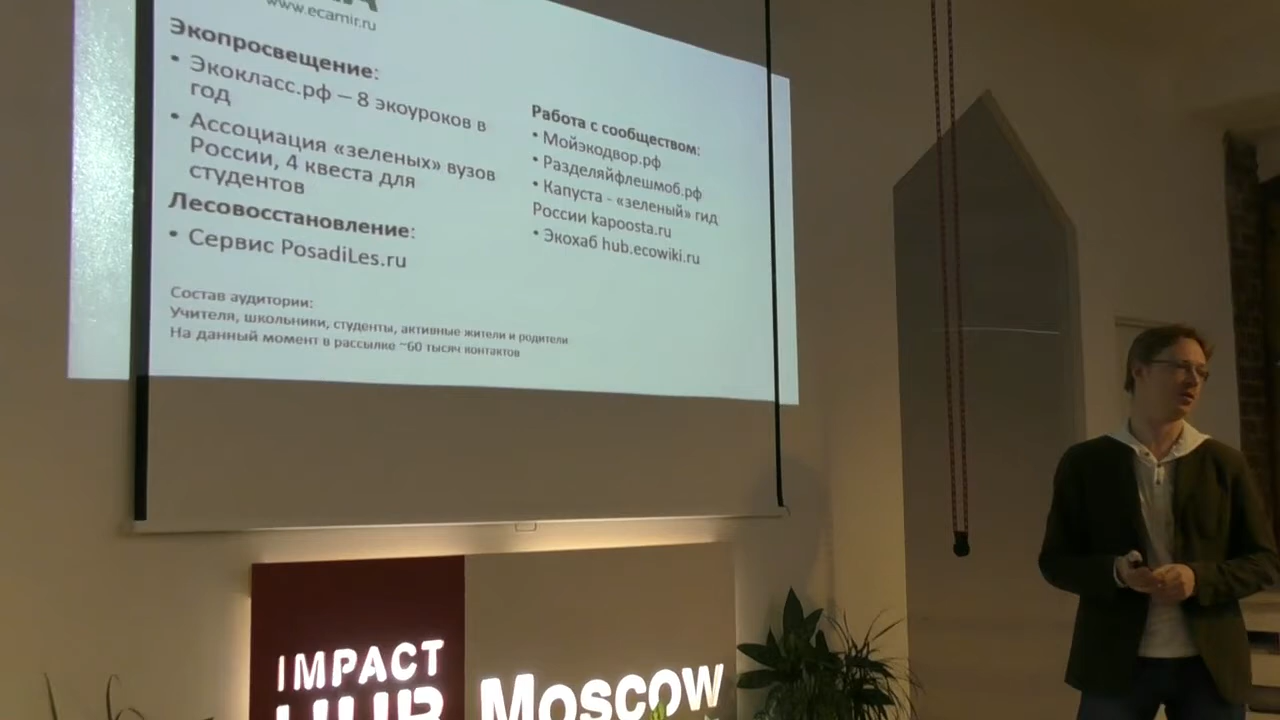 www.ecamir.ru
Экопросвещение:
• Экокласс.рф – 8 экоуроков в
год
• Ассоциация «зеленых» вузов
России, 4 квеста для
студентов
Лесовосстановление:
• Сервис PosadiLes.ru
Работа с сообществом:
• Мойэкодвор.рф
• Разделяйфлешмоб.рф
• Капуста - «зеленый» гид
России kapoosta.ru
• Экохаб hub.ecowiki.ru
Состав аудитории:
Учителя, школьники, студенты, активные жители и родители
На данный момент в рассылке ~60 тысяч контактов
IMPACT
HUB Moscow